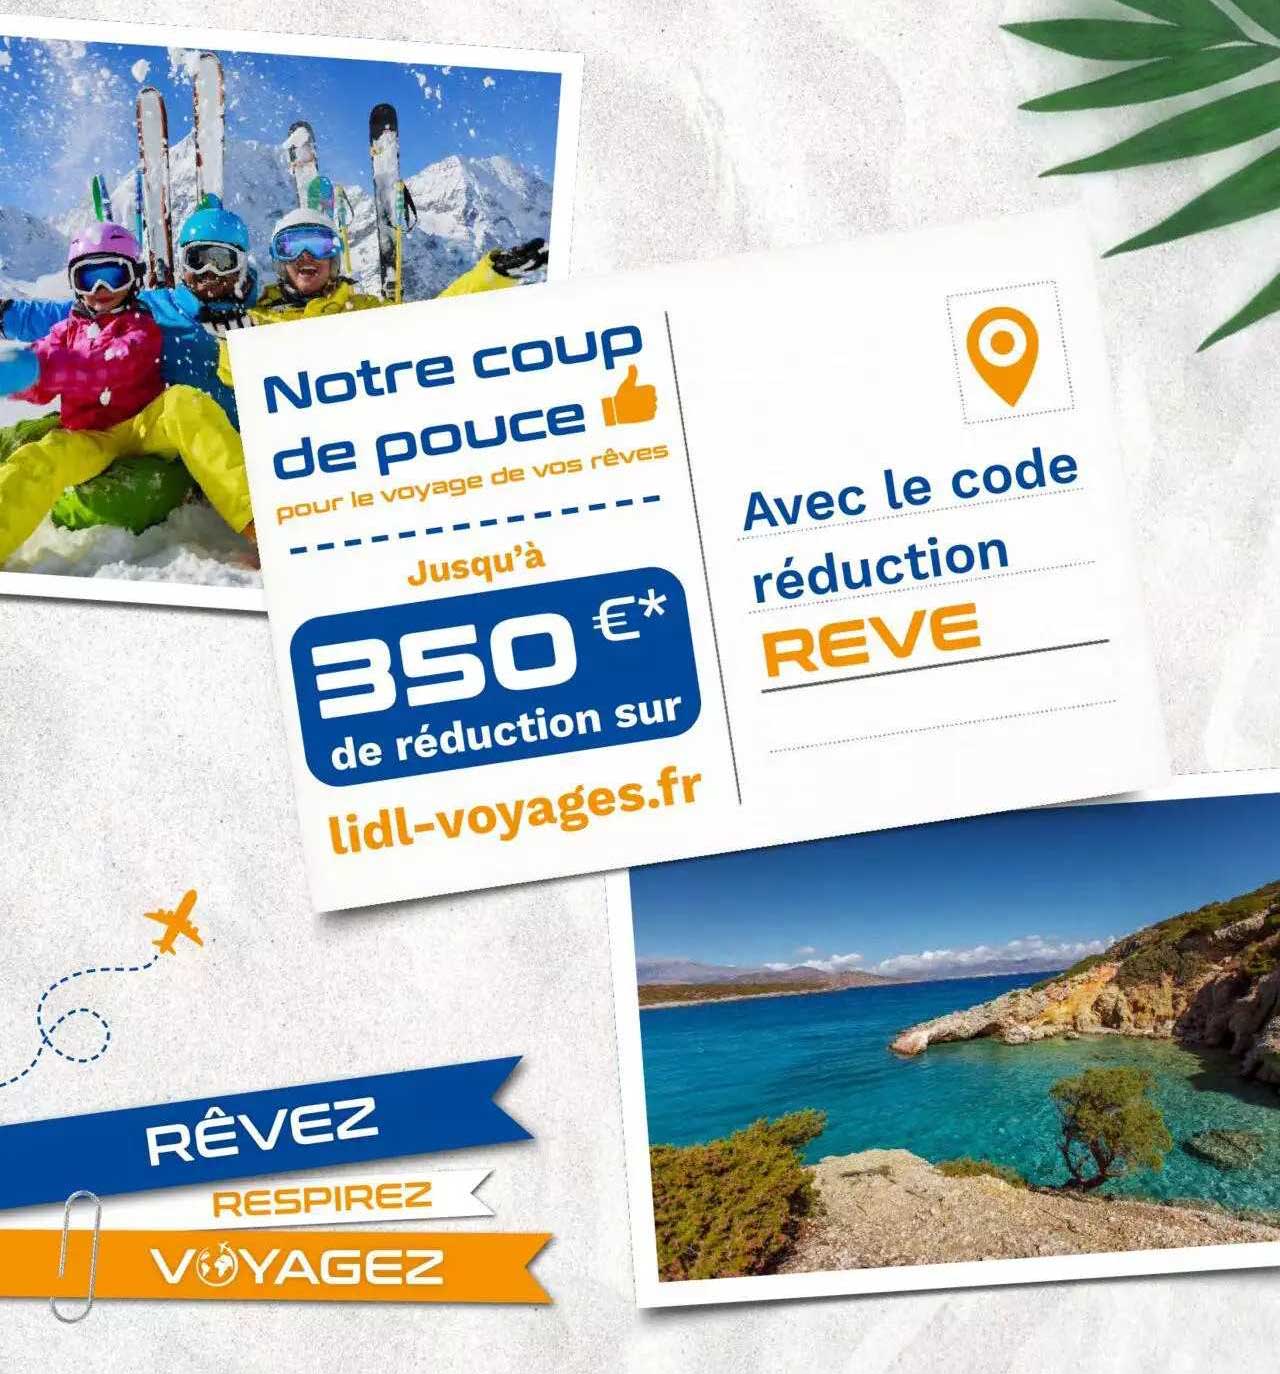 Notre coup
de pouce
pour le voyage de vos rêves
Jusqu'à
350 €*
de réduction sur
lidl-voyages.fr
Avec le code
réduction
REVE
RÊVEZ
RESPIREZ
VOYAGEZ